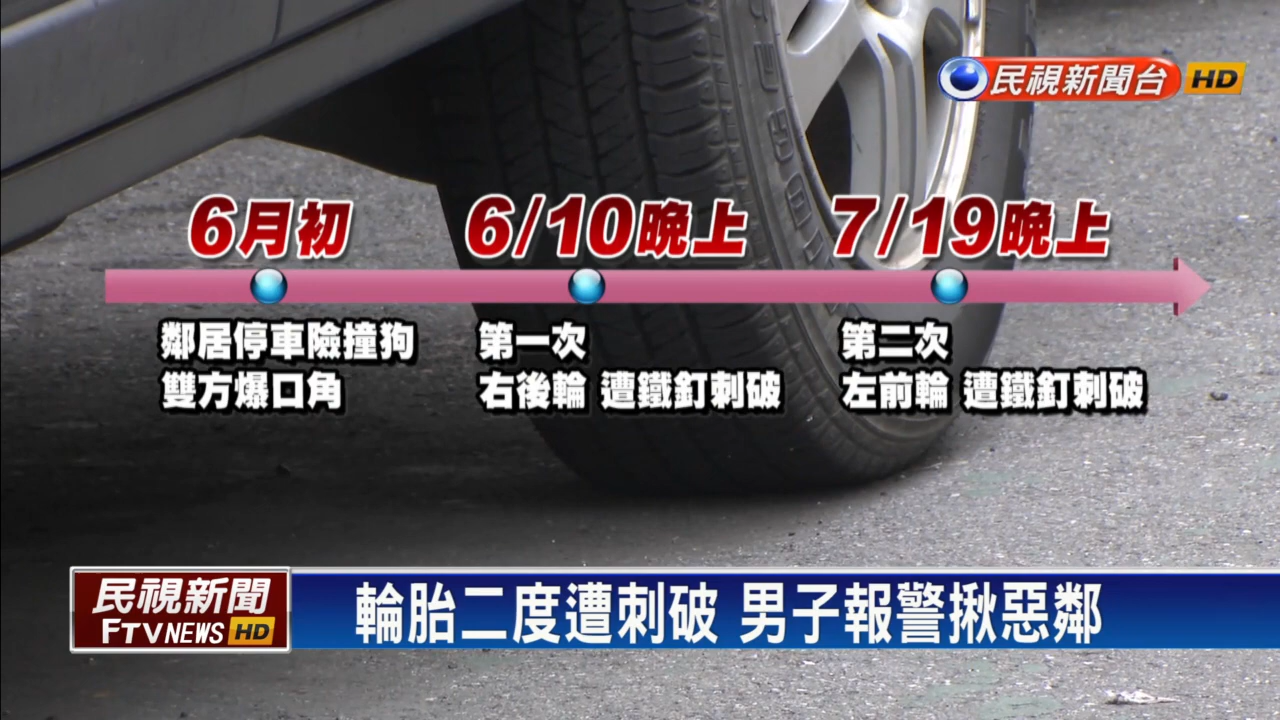 民視新聞台 HD
6月初
6/10晚上
7/19晚上
鄰居停車險撞狗
雙方爆口角
第一次
右後輪 遭鐵釘刺破
第二次
左前輪 遭鐵釘刺破
民視新聞
FTVNEWS HD
輪胎二度遭刺破 男子報警揪惡鄰